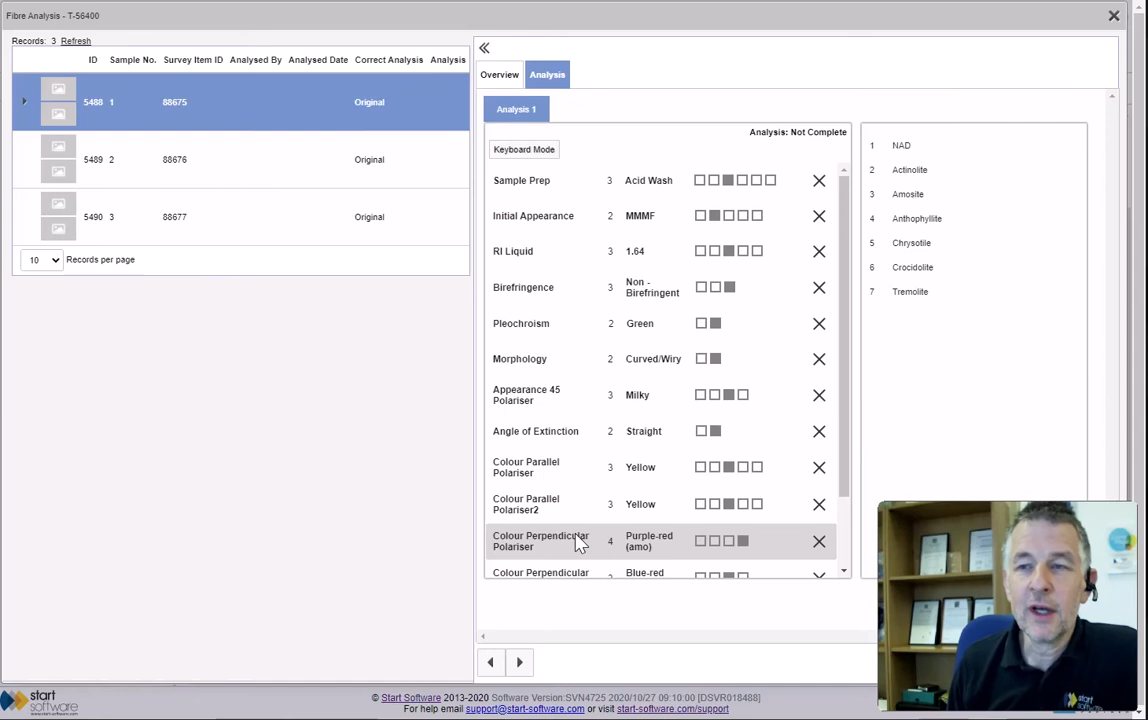 Fibre Analysis - T-56400
Records: 3 Refresh
ID Sample No. Survey Item ID Analysed By Analysed Date Correct Analysis Analysis
5488 1 88675 Original
5489 2 88676 Original
5490 3 88677 Original
10 Records per page
Overview Analysis
Analysis 1
Analysis: Not Complete
Keyboard Mode
Sample Prep 3 Acid Wash
Initial Appearance 2 MMMF
RI Liquid 3 1.64
Birefringence 3 Non -
Birefringent
Pleochroism 2 Green
Morphology 2 Curved/Wiry
Appearance 45
Polariser 3 Milky
Angle of Extinction 2 Straight
Colour Parallel
Polariser 3 Yellow
Colour Parallel
Polariser2 3 Yellow
Colour Perpendicular
Polariser 4 Purple-red
(amo)
Colour Perpendicular Blue-red
1 NAD
2 Actinolite
3 Amosite
4 Anthophyllite
5 Chrysotile
6 Crocidolite
7 Tremolite
start
software
www.start-software.com
© Start Software 2013-2020 Software Version:SVN4725 2020/10/27 09:10:00 [DSVR018488]
For help email support@start-software.com or visit start-software.com/support